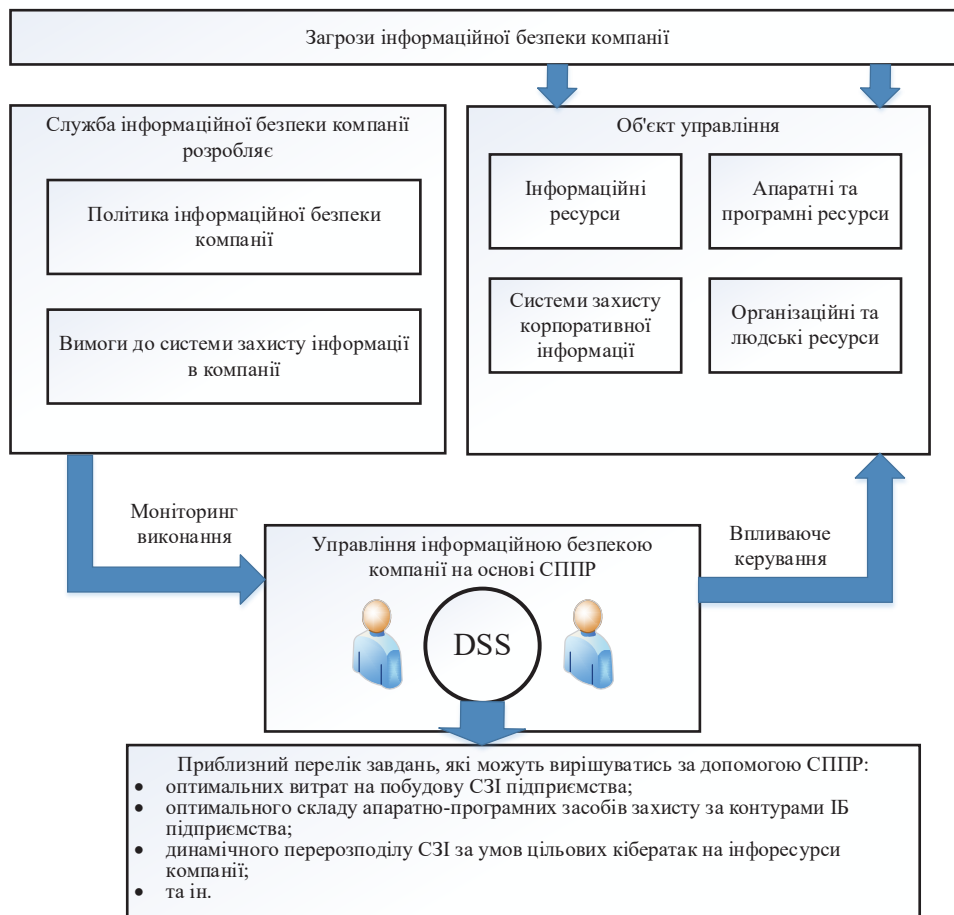 Загрози інформаційної безпеки компанії
Служба інформаційної безпеки компанії
розробляє
Політика інформаційної безпеки
компанії
Вимоги до системи захисту інформації
в компанії
Об'єкт управління
Інформаційні
ресурси
Апаратні та
програмні ресурси
Системи захисту
корпоративної
інформації
Організаційні та
людські ресурси
Моніторинг
виконання
Управління інформаційною безпекою
компанії на основі СППР
DSS
Впливаюче
керування
Приблизний перелік завдань, які можуть вирішуватись за допомогою СППР:
• оптимальних витрат на побудову СЗІ підприємства;
• оптимального складу апаратно-програмних засобів захисту за контурами ІБ
підприємства;
• динамічного перерозподілу СЗІ за умов цільових кібератак на інфоресурси
компанії;
• та ін.